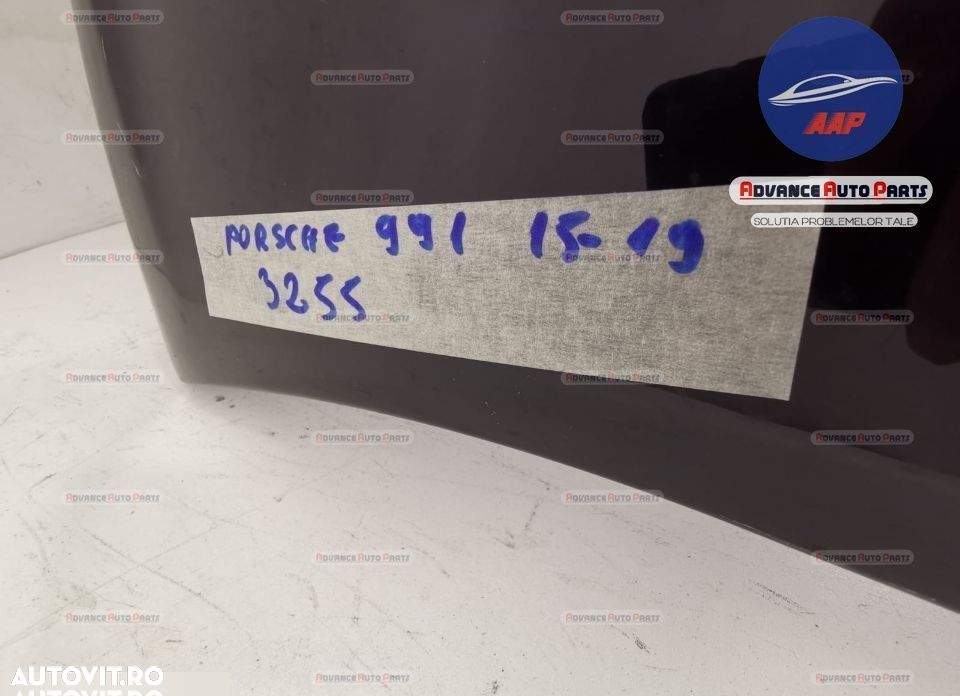 AAP
ADVANCE AUTO PARTS
SOLUTIA PROBLEMELOR TALE
PORSCHE 991 15-19
3255
AUTOVIT.RO